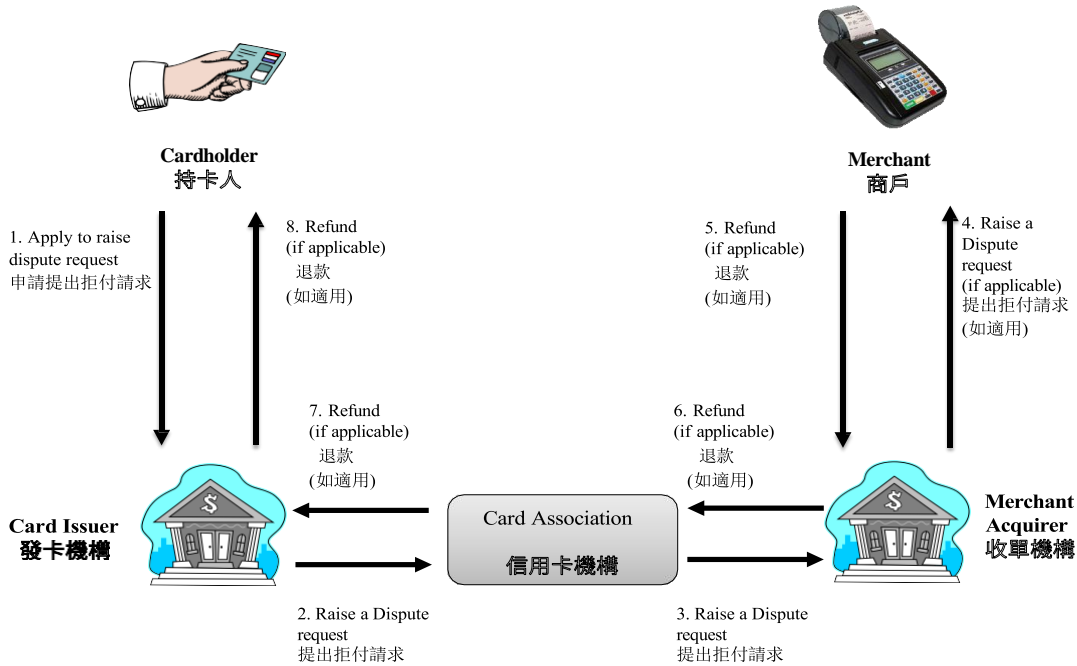 Cardholder
持卡人
Merchant
商戶
1. Apply to raise
dispute request
申請提出拒付請求
8. Refund
(if applicable)
退款
(如適用)
5. Refund
(if applicable)
退款
(如適用)
4. Raise a
Dispute
request
(if applicable)
提出拒付請求
(如適用)
7. Refund
(if applicable)
退款
(如適用)
6. Refund
(if applicable)
退款
(如適用)
Card Issuer
發卡機構
$
Card Association
信用卡機構
$
Merchant
Acquirer
收單機構
2. Raise a Dispute
request
提出拒付請求
3. Raise a Dispute
request
提出拒付請求